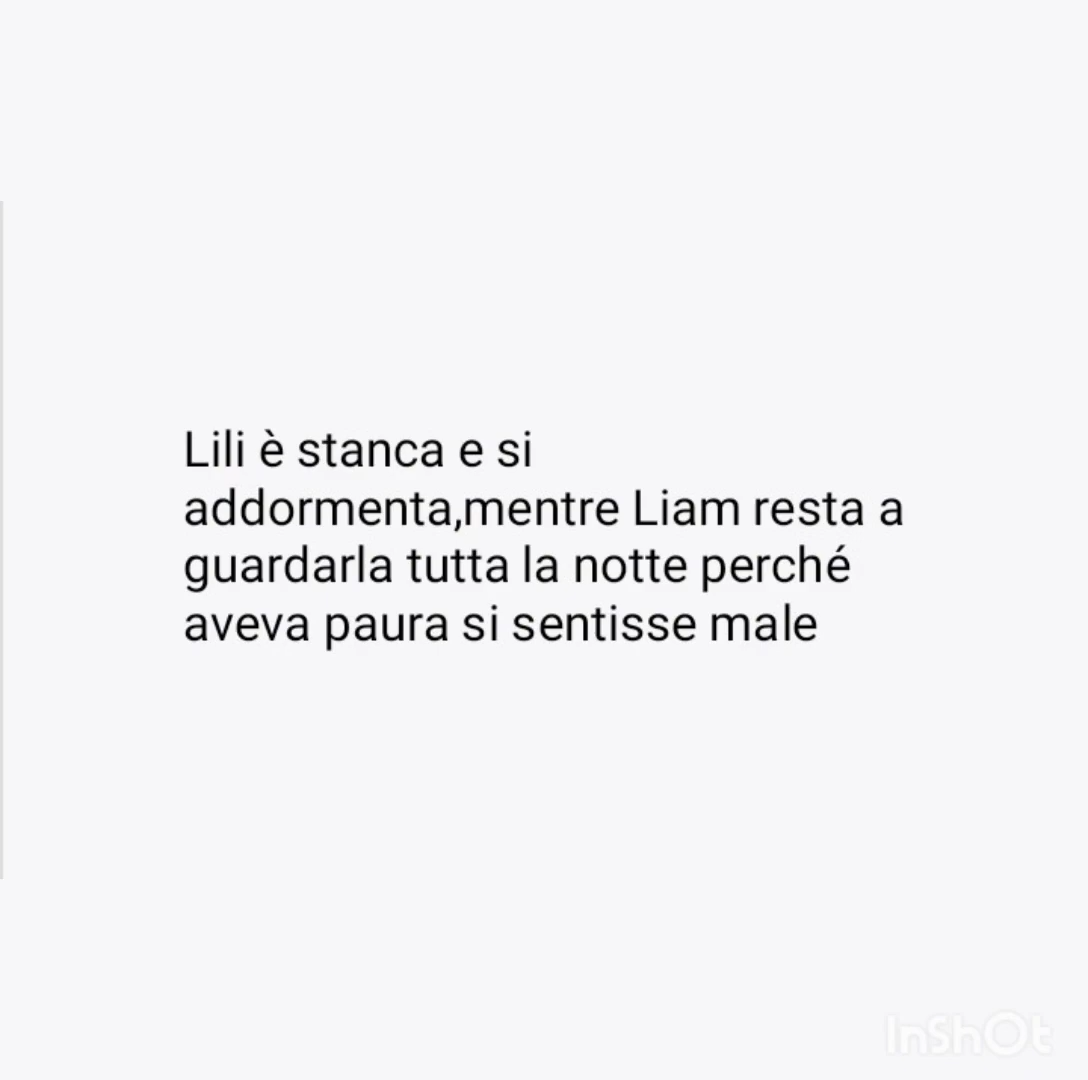 Lili è stanca e si
addormenta,mentre Liam resta a
guardarla tutta la notte perché
aveva paura si sentisse male
InShOt